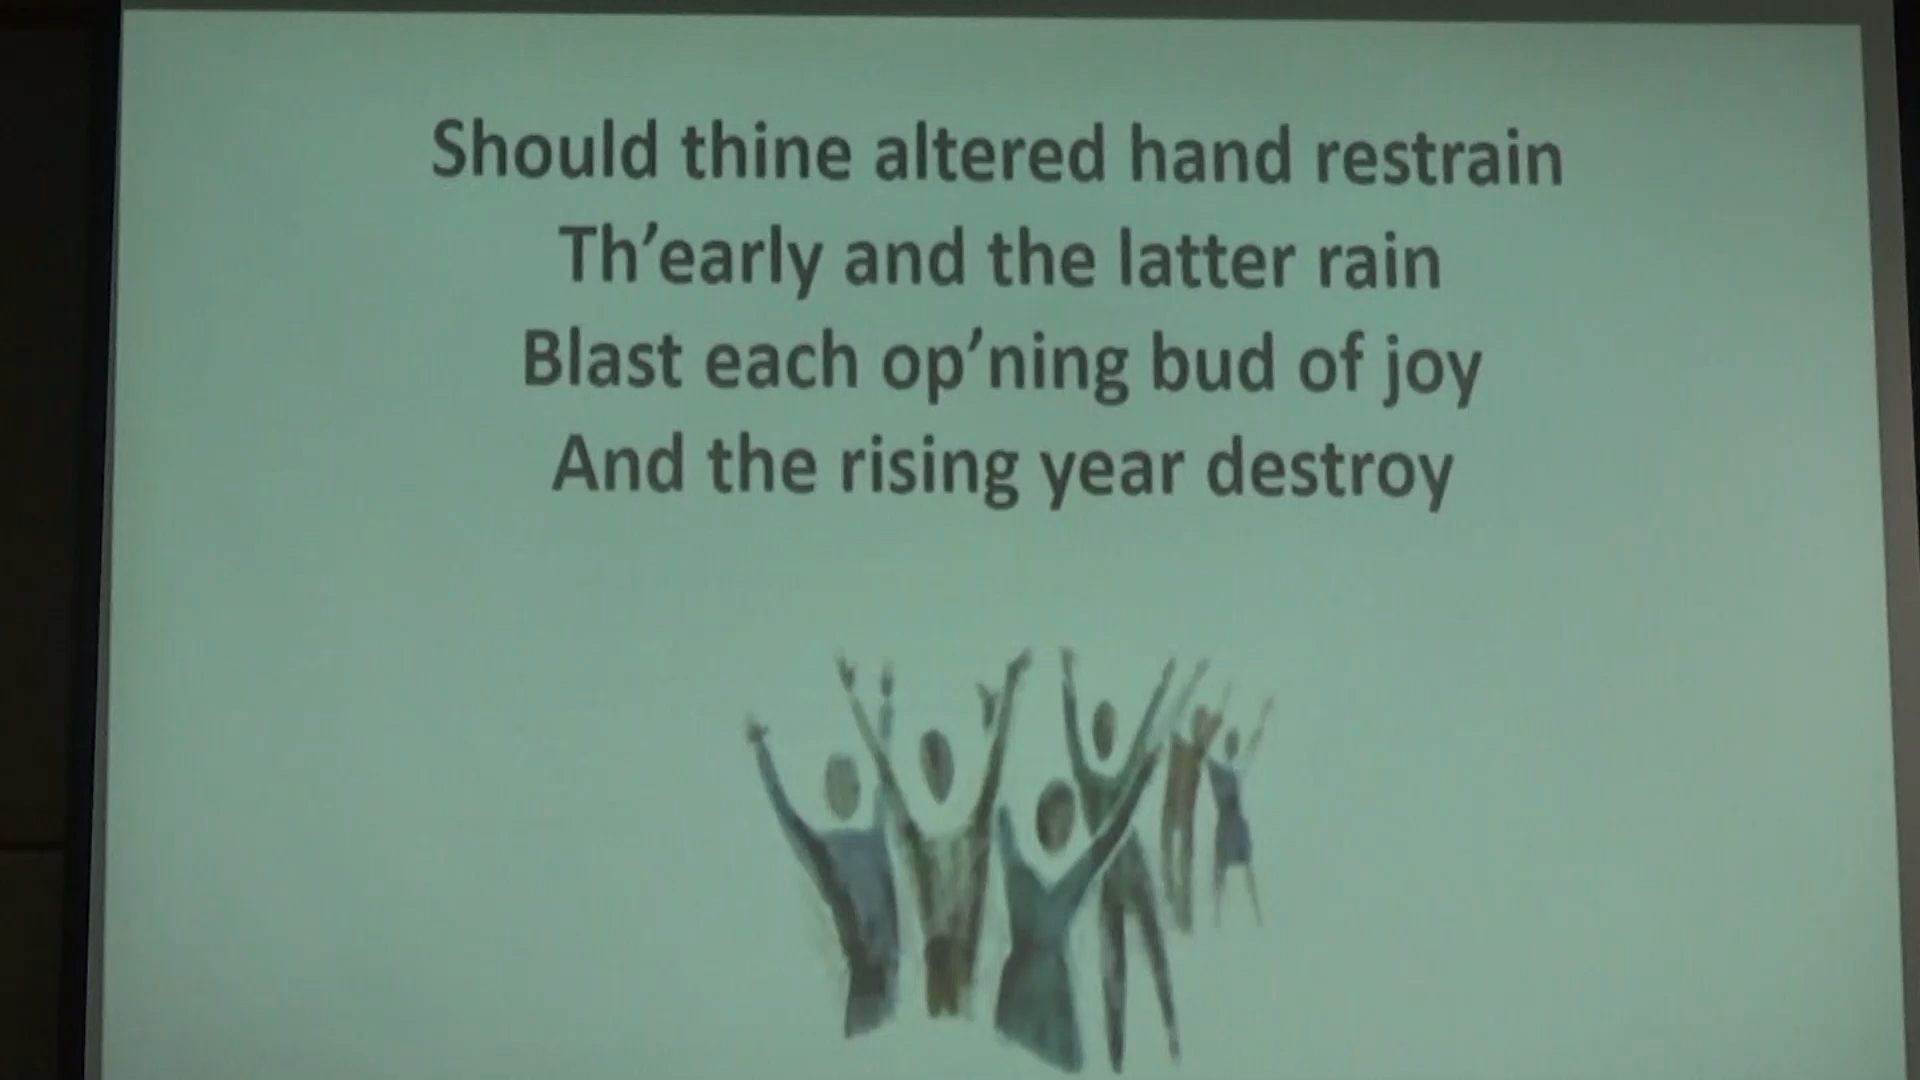 Should thine altered hand restrain
Th’early and the latter rain
Blast each op’ning bud of joy
And the rising year destroy